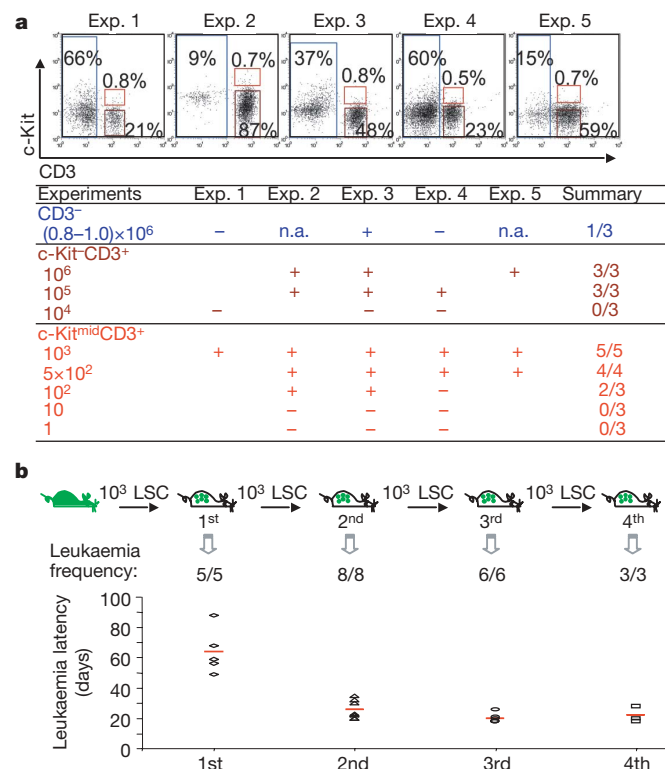 a
Exp. 1 Exp. 2 Exp. 3 Exp. 4 Exp. 5
66% 0.8% 21%
9% 0.7% 87%
37% 0.8% 48%
60% 0.5% 23%
15% 0.7% 59%
c-Kit
CD3
Experiments Exp. 1 Exp. 2 Exp. 3 Exp. 4 Exp. 5 Summary
CD3⁻
(0.8–1.0)×10⁶ – n.a. + – n.a. 1/3
c-Kit⁻CD3⁺
10⁶ + + + 3/3
10⁵ + + + 3/3
10⁴ – – – 0/3
c-KitᵐⁱᵈCD3⁺
10³ + + + + + 5/5
5×10² + + + + 4/4
10² + + – 2/3
10 – – – 0/3
1 – – – 0/3
b
10³ LSC 10³ LSC 10³ LSC 10³ LSC
1ˢᵗ 2ⁿᵈ 3ʳᵈ 4ᵗʰ
Leukaemia
frequency: 5/5 8/8 6/6 3/3
Leukaemia latency
(days)
100
80
60
40
20
0
1st 2nd 3rd 4th